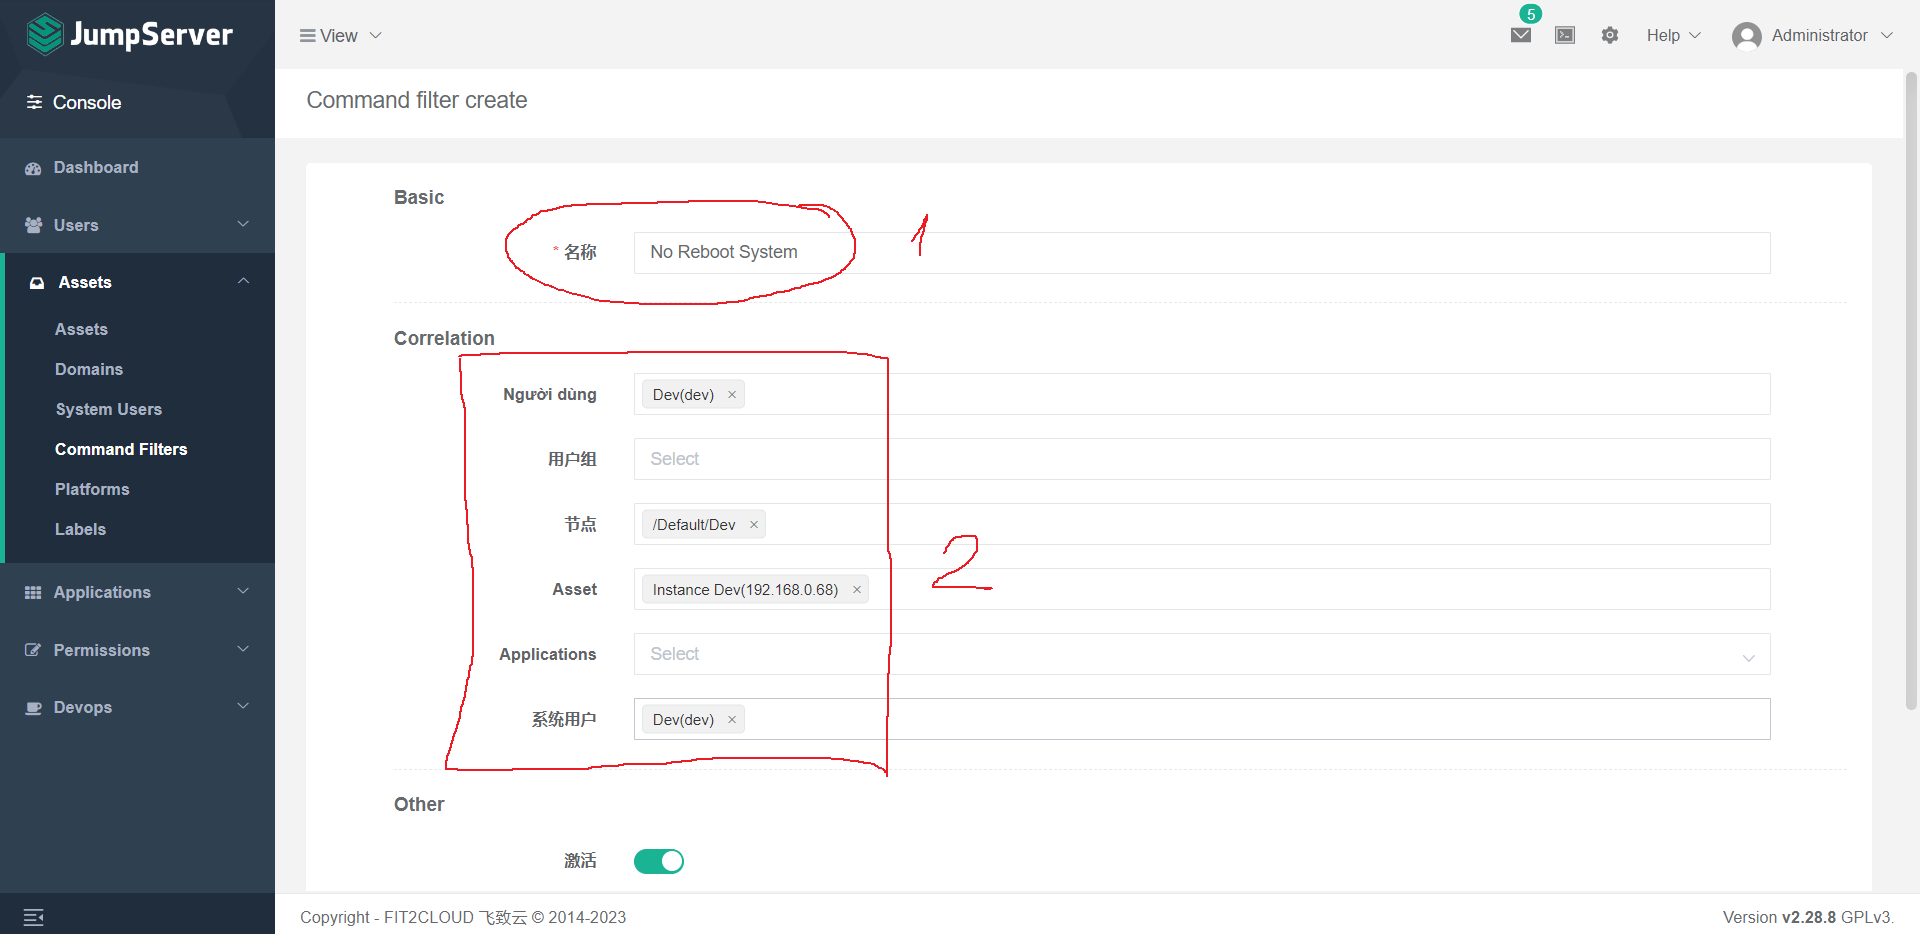 JumpServer
View
5
Help
Administrator
Console
Command filter create
Dashboard
Users
Assets
Assets
Domains
System Users
Command Filters
Platforms
Labels
Applications
Permissions
Devops
Basic
* 名称
No Reboot System
1
Correlation
Người dùng
Dev(dev) ×
用户组
Select
节点
/Default/Dev ×
Asset
Instance Dev(192.168.0.68) ×
2
Applications
Select
系统用户
Dev(dev) ×
Other
激活
Copyright - FIT2CLOUD 飞致云 © 2014-2023
Version v2.28.8 GPLv3.